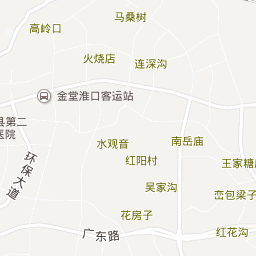 马桑树
高岭口
火烧店
连深沟
金堂淮口客运站
县第二
医院
水观音
南岳庙
红阳村
王家糖
环保大道
吴家沟
峦包梁子
花房子
广东路
红花沟